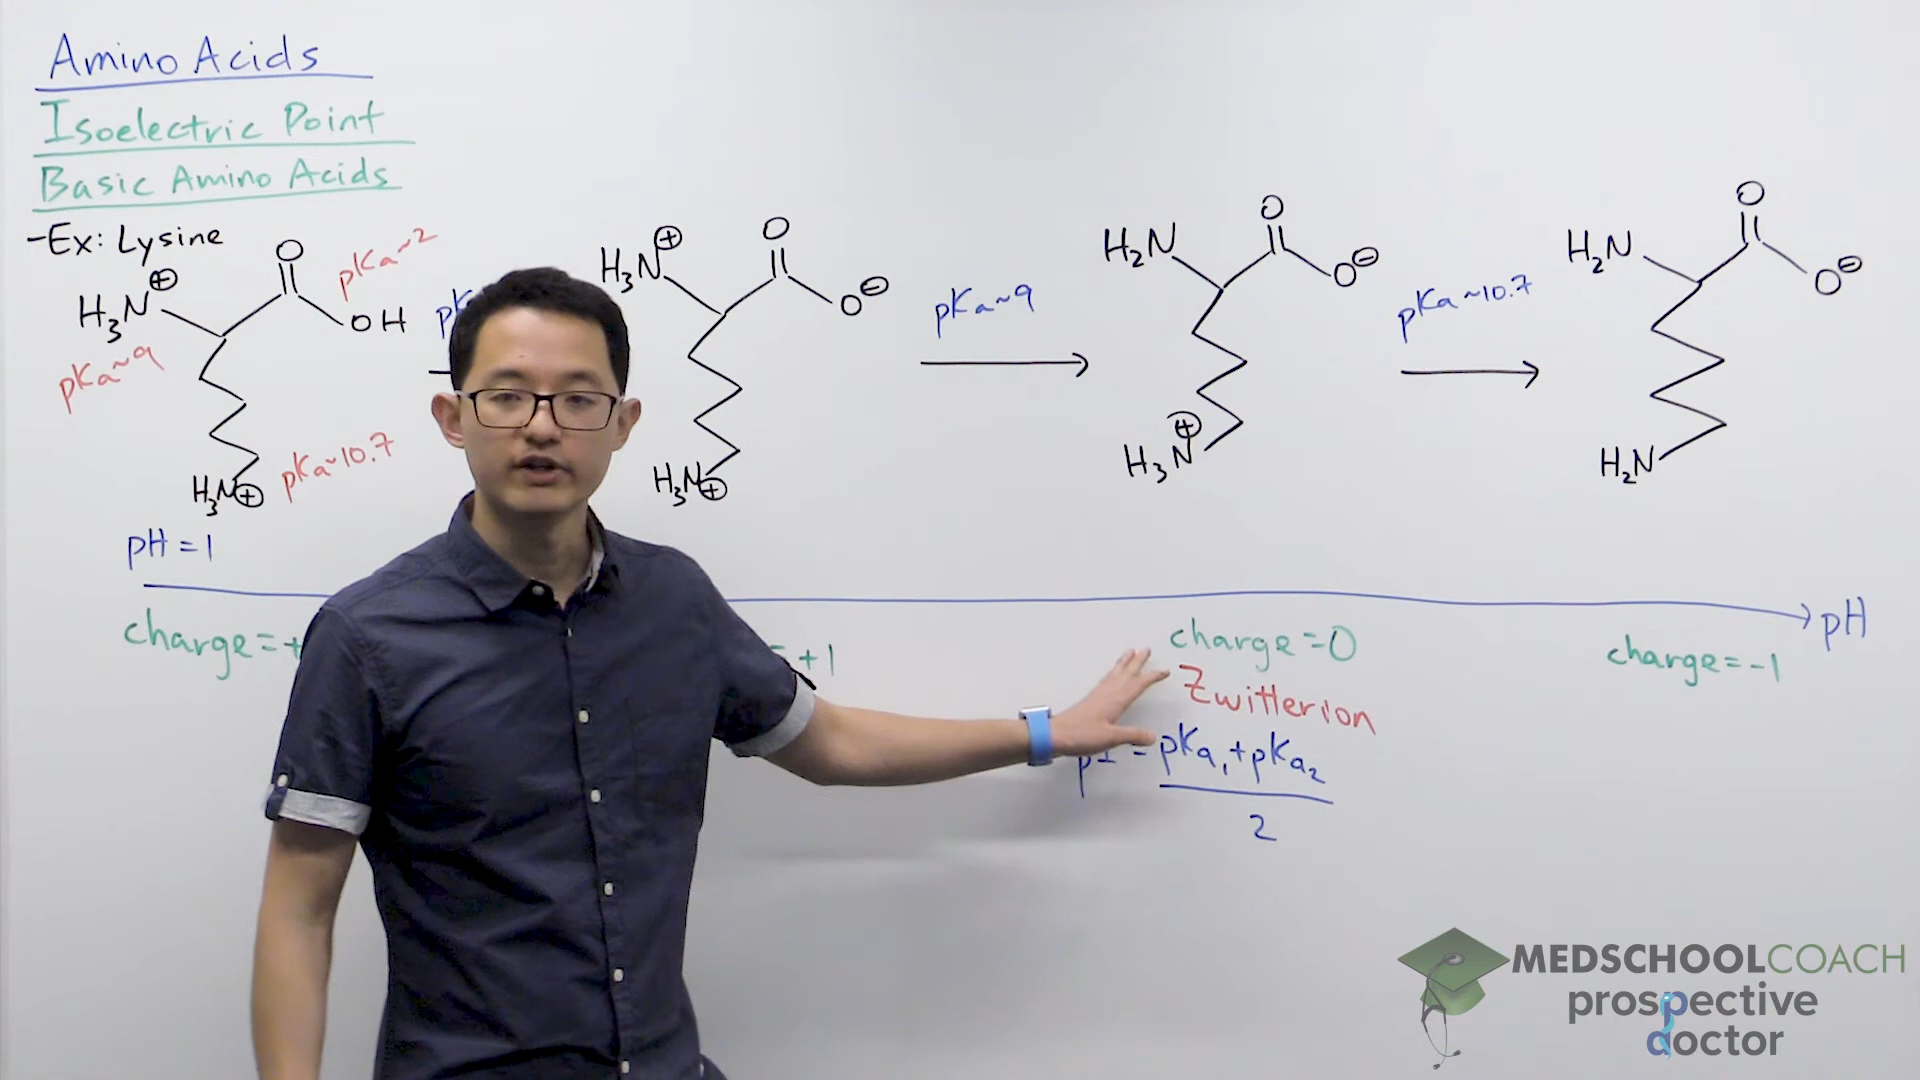 Amino Acids
Isoelectric Point
Basic Amino Acids
-Ex: Lysine
H₃N⊕ O OH
pKa~2
pKa~9
pKa~10.7
H₃N⊕
H₃N⊕ O O⊖
H₃N⊕
pKa~9
H₂N O O⊖
H₃N⊕
pKa~10.7
H₂N O O⊖
H₂N
pH=1
pH
+1
charge=0
charge=-1
Zwitterion
= pKa₁+pKa₂
2
MEDSCHOOLCOACH
prospective
doctor